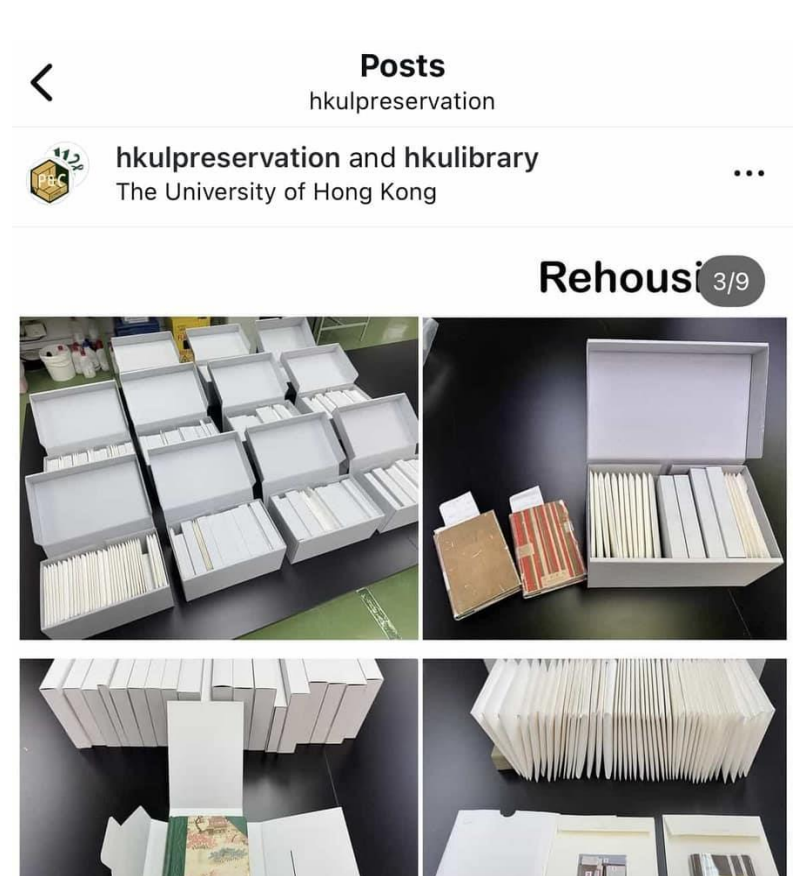 Posts
hkulpreservation
P&C
hkulpreservation and hkulibrary
The University of Hong Kong
Rehousi
3/9